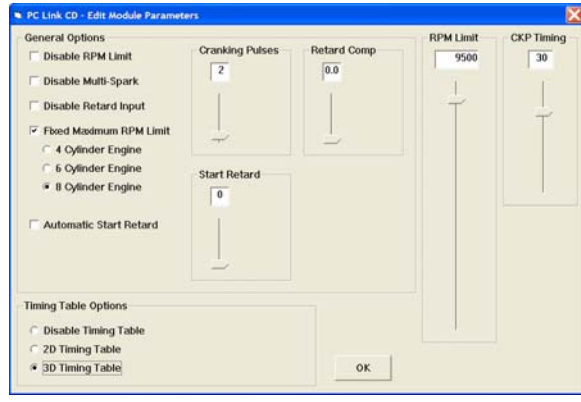 PC Link CD - Edit Module Parameters
General Options
Disable RPM Limit
Disable Multi-Spark
Disable Retard Input
Fixed Maximum RPM Limit
4 Cylinder Engine
6 Cylinder Engine
8 Cylinder Engine
Automatic Start Retard
Cranking Pulses
2
Retard Comp
0.0
Start Retard
0
RPM Limit
9500
CKP Timing
30
Timing Table Options
Disable Timing Table
2D Timing Table
3D Timing Table
OK